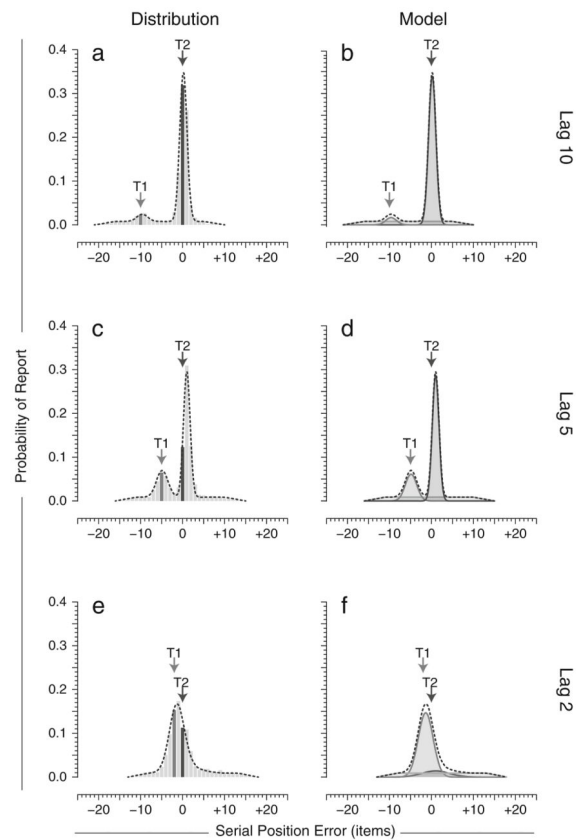 Distribution
Model
a
T2
T1
0.4
0.3
0.2
0.1
0.0
−20 −10 0 +10 +20
b
T2
T1
−20 −10 0 +10 +20
Lag 10
c
T2
T1
0.4
0.3
0.2
0.1
0.0
−20 −10 0 +10 +20
d
T2
T1
−20 −10 0 +10 +20
Lag 5
e
T1
T2
0.4
0.3
0.2
0.1
0.0
−20 −10 0 +10 +20
f
T1
T2
−20 −10 0 +10 +20
Lag 2
Probability of Report
Serial Position Error (items)